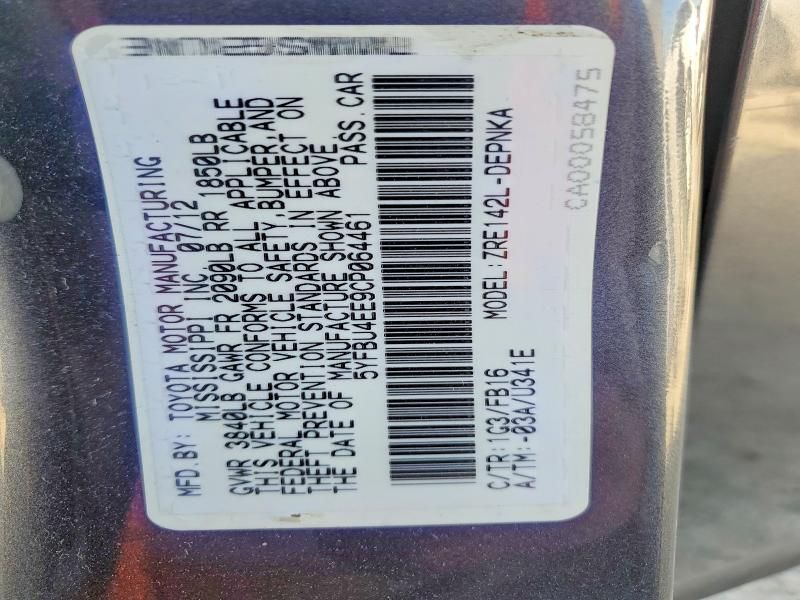 MFD.BY: TOYOTA MOTOR MANUFACTURING
MISSISSIPPI INC. 07/12
GVWR 3840LB GAWR FR 2090LB RR 1850LB
THIS VEHICLE CONFORMS TO ALL APPLICABLE
FEDERAL MOTOR VEHICLE SAFETY, BUMPER, AND
THEFT PREVENTION STANDARDS IN EFFECT ON
THE DATE OF MANUFACTURE SHOWN ABOVE.
5YFBU4EE9CP064461 PASS.CAR
C/TR:1G3/FB16 MODEL:ZRE142L-DEPNKA
A/TM:-03A/U341E
CA00058475